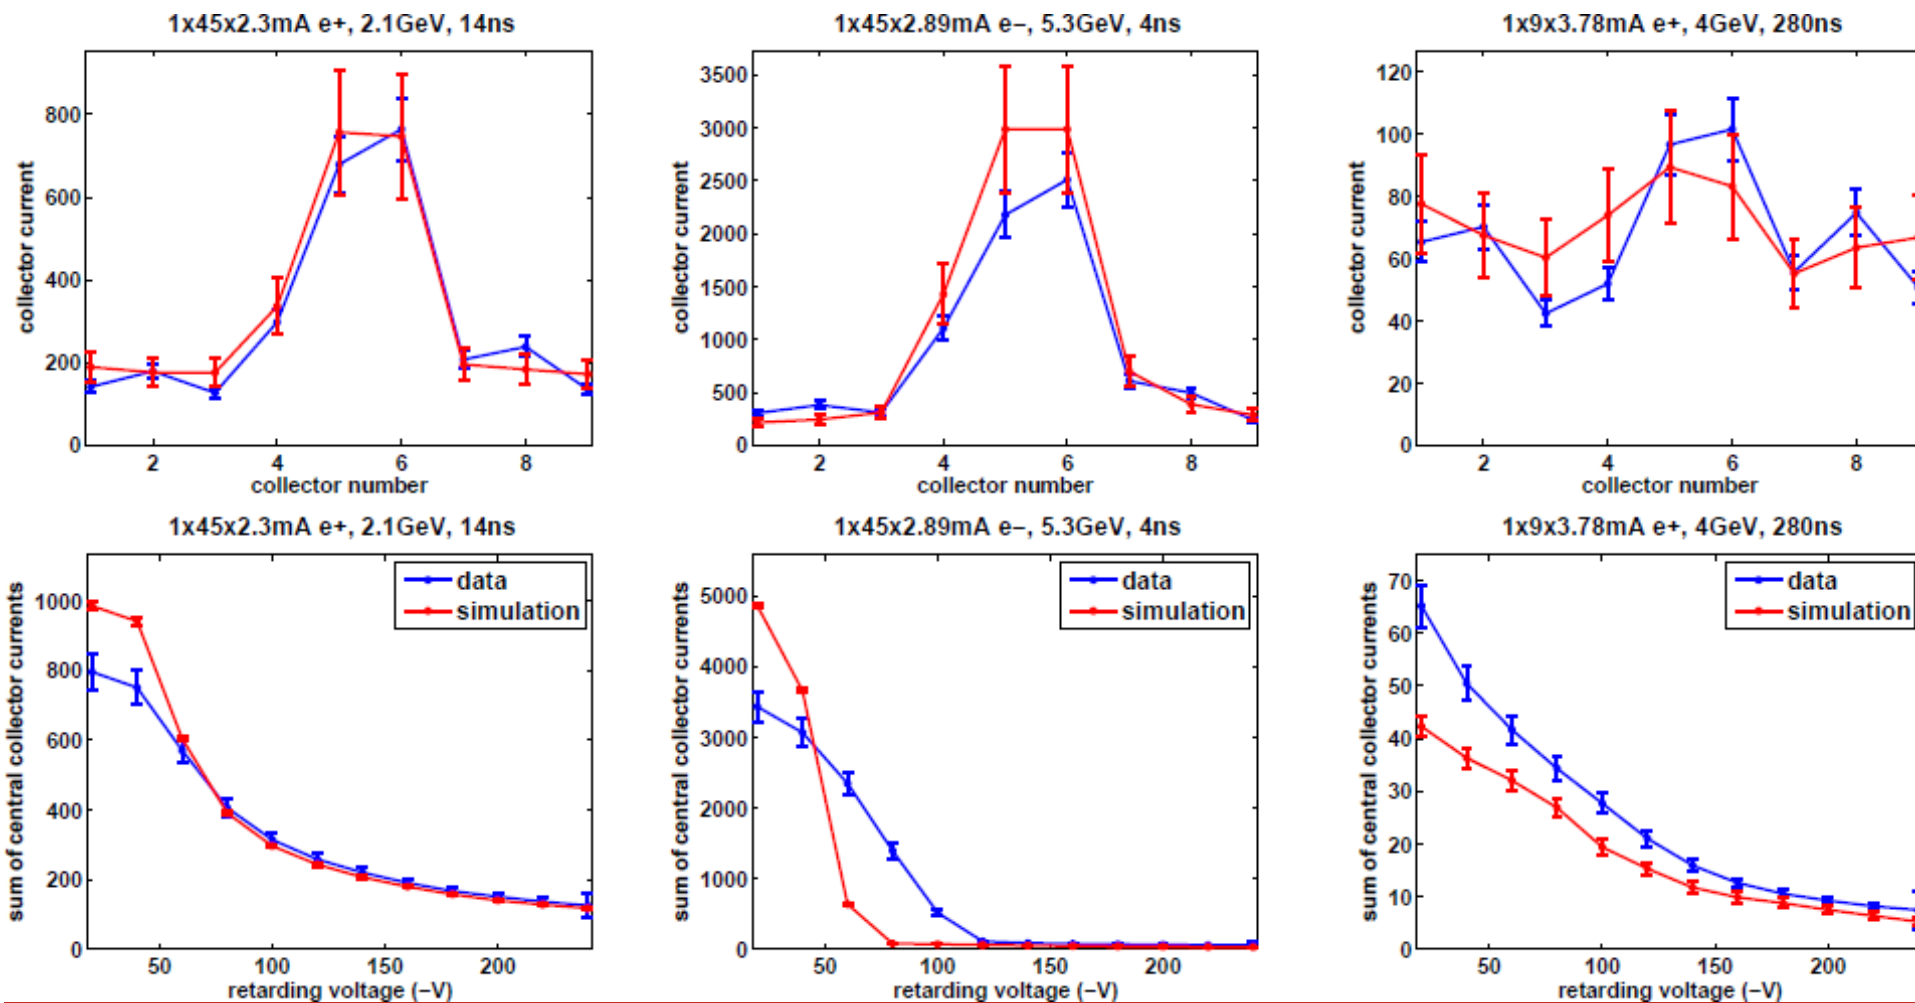 1x45x2.3mA e+, 2.1GeV, 14ns
collector current
800
600
400
200
0
2
4
6
8
collector number
1x45x2.89mA e−, 5.3GeV, 4ns
collector current
3500
3000
2500
2000
1500
1000
500
0
2
4
6
8
collector number
1x9x3.78mA e+, 4GeV, 280ns
collector current
120
100
80
60
40
20
0
2
4
6
8
collector number
1x45x2.3mA e+, 2.1GeV, 14ns
sum of central collector currents
1000
800
600
400
200
0
50
100
150
200
retarding voltage (−V)
data
simulation
1x45x2.89mA e−, 5.3GeV, 4ns
sum of central collector currents
5000
4000
3000
2000
1000
0
50
100
150
200
retarding voltage (−V)
data
simulation
1x9x3.78mA e+, 4GeV, 280ns
sum of central collector currents
70
60
50
40
30
20
10
0
50
100
150
200
retarding voltage (−V)
data
simulation